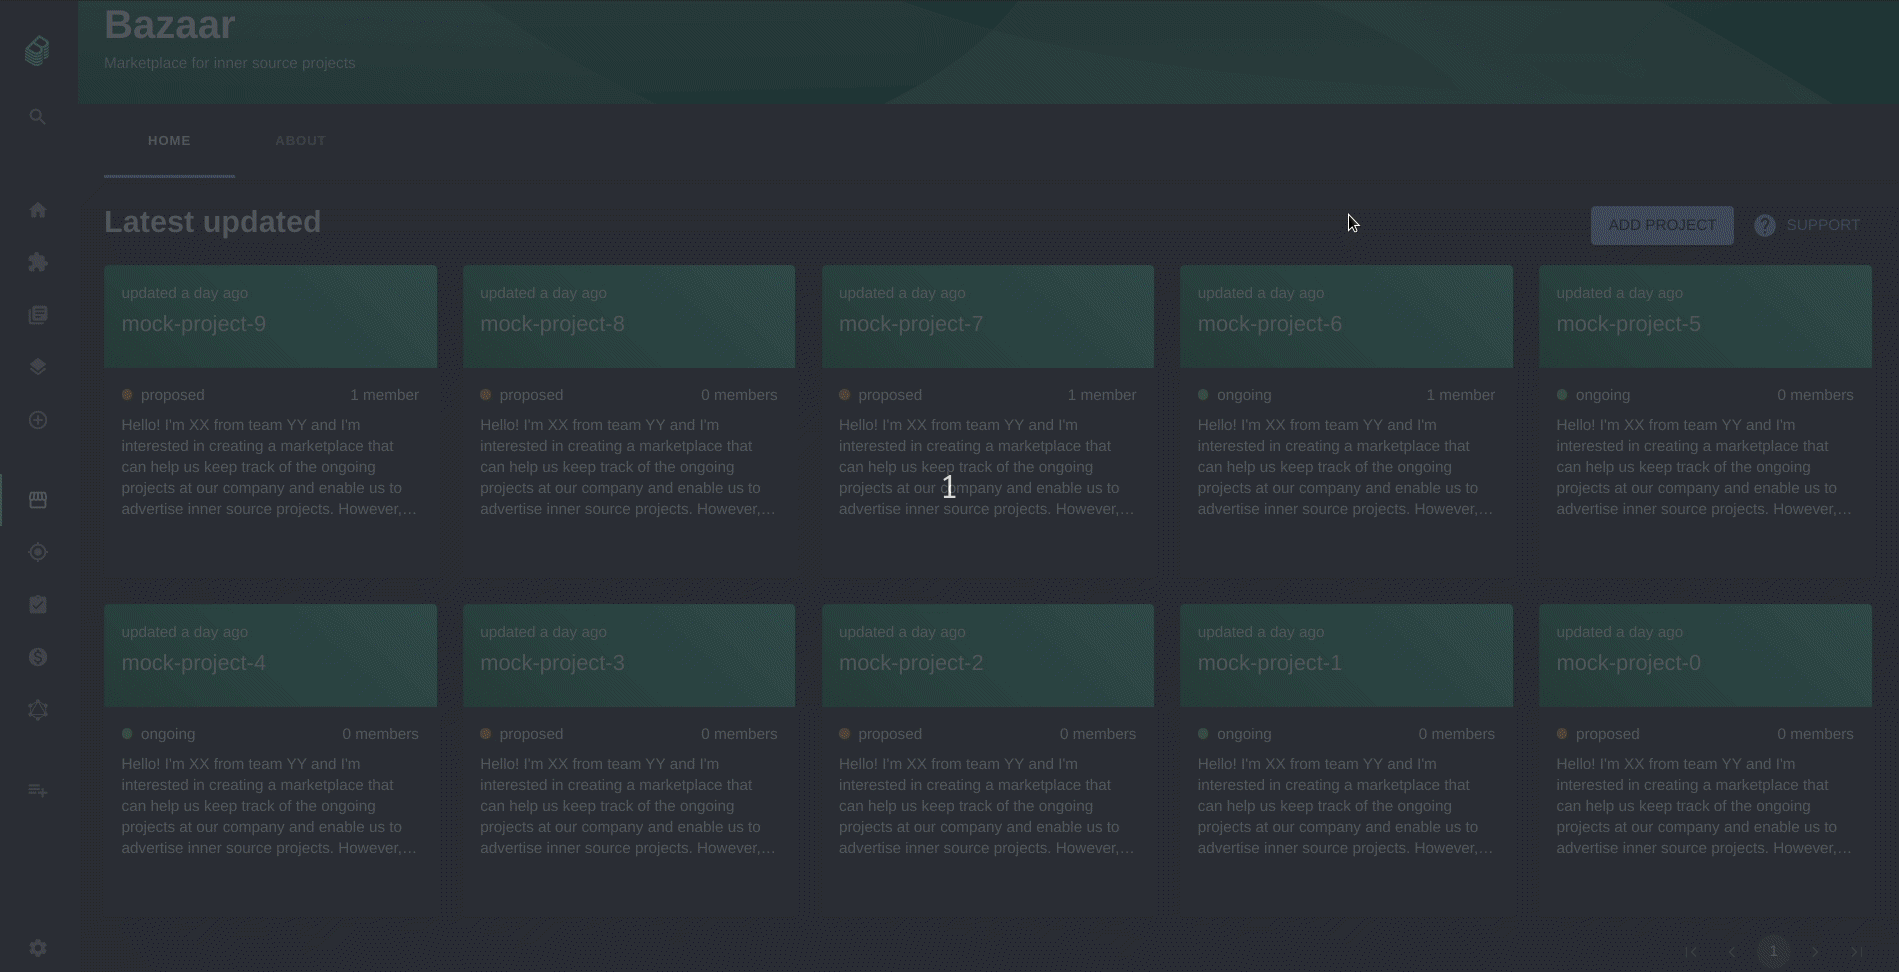 Bazaar
Marketplace for inner source projects
HOME
ABOUT
Latest updated
ADD PROJECT
SUPPORT
updated a day ago
mock-project-9
proposed
1 member
Hello! I'm XX from team YY and I'm
interested in creating a marketplace that
can help us keep track of the ongoing
projects at our company and enable us to
advertise inner source projects. However,...
updated a day ago
mock-project-8
proposed
0 members
Hello! I'm XX from team YY and I'm
interested in creating a marketplace that
can help us keep track of the ongoing
projects at our company and enable us to
advertise inner source projects. However,...
updated a day ago
mock-project-7
proposed
1 member
Hello! I'm XX from team YY and I'm
interested in creating a marketplace that
can help us keep track of the ongoing
projects at our company and enable us to
advertise inner source projects. However,...
1
updated a day ago
mock-project-6
ongoing
1 member
Hello! I'm XX from team YY and I'm
interested in creating a marketplace that
can help us keep track of the ongoing
projects at our company and enable us to
advertise inner source projects. However,...
updated a day ago
mock-project-5
ongoing
0 members
Hello! I'm XX from team YY and I'm
interested in creating a marketplace that
can help us keep track of the ongoing
projects at our company and enable us to
advertise inner source projects. However,...
updated a day ago
mock-project-4
ongoing
0 members
Hello! I'm XX from team YY and I'm
interested in creating a marketplace that
can help us keep track of the ongoing
projects at our company and enable us to
advertise inner source projects. However,...
updated a day ago
mock-project-3
proposed
0 members
Hello! I'm XX from team YY and I'm
interested in creating a marketplace that
can help us keep track of the ongoing
projects at our company and enable us to
advertise inner source projects. However,...
updated a day ago
mock-project-2
proposed
0 members
Hello! I'm XX from team YY and I'm
interested in creating a marketplace that
can help us keep track of the ongoing
projects at our company and enable us to
advertise inner source projects. However,...
updated a day ago
mock-project-1
ongoing
0 members
Hello! I'm XX from team YY and I'm
interested in creating a marketplace that
can help us keep track of the ongoing
projects at our company and enable us to
advertise inner source projects. However,...
updated a day ago
mock-project-0
proposed
0 members
Hello! I'm XX from team YY and I'm
interested in creating a marketplace that
can help us keep track of the ongoing
projects at our company and enable us to
advertise inner source projects. However,...
1